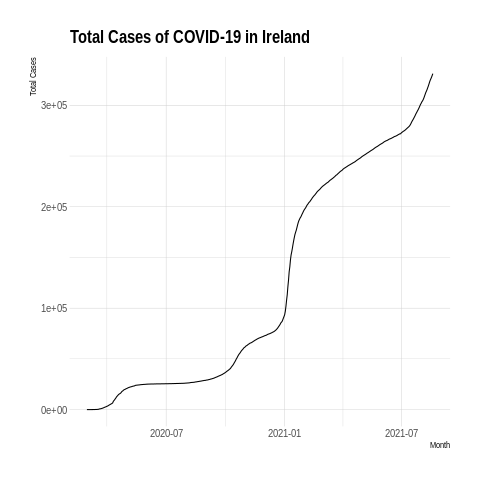 Total Cases of COVID-19 in Ireland
Total Cases
3e+05
2e+05
1e+05
0e+00
2020-07 2021-01 2021-07
Month